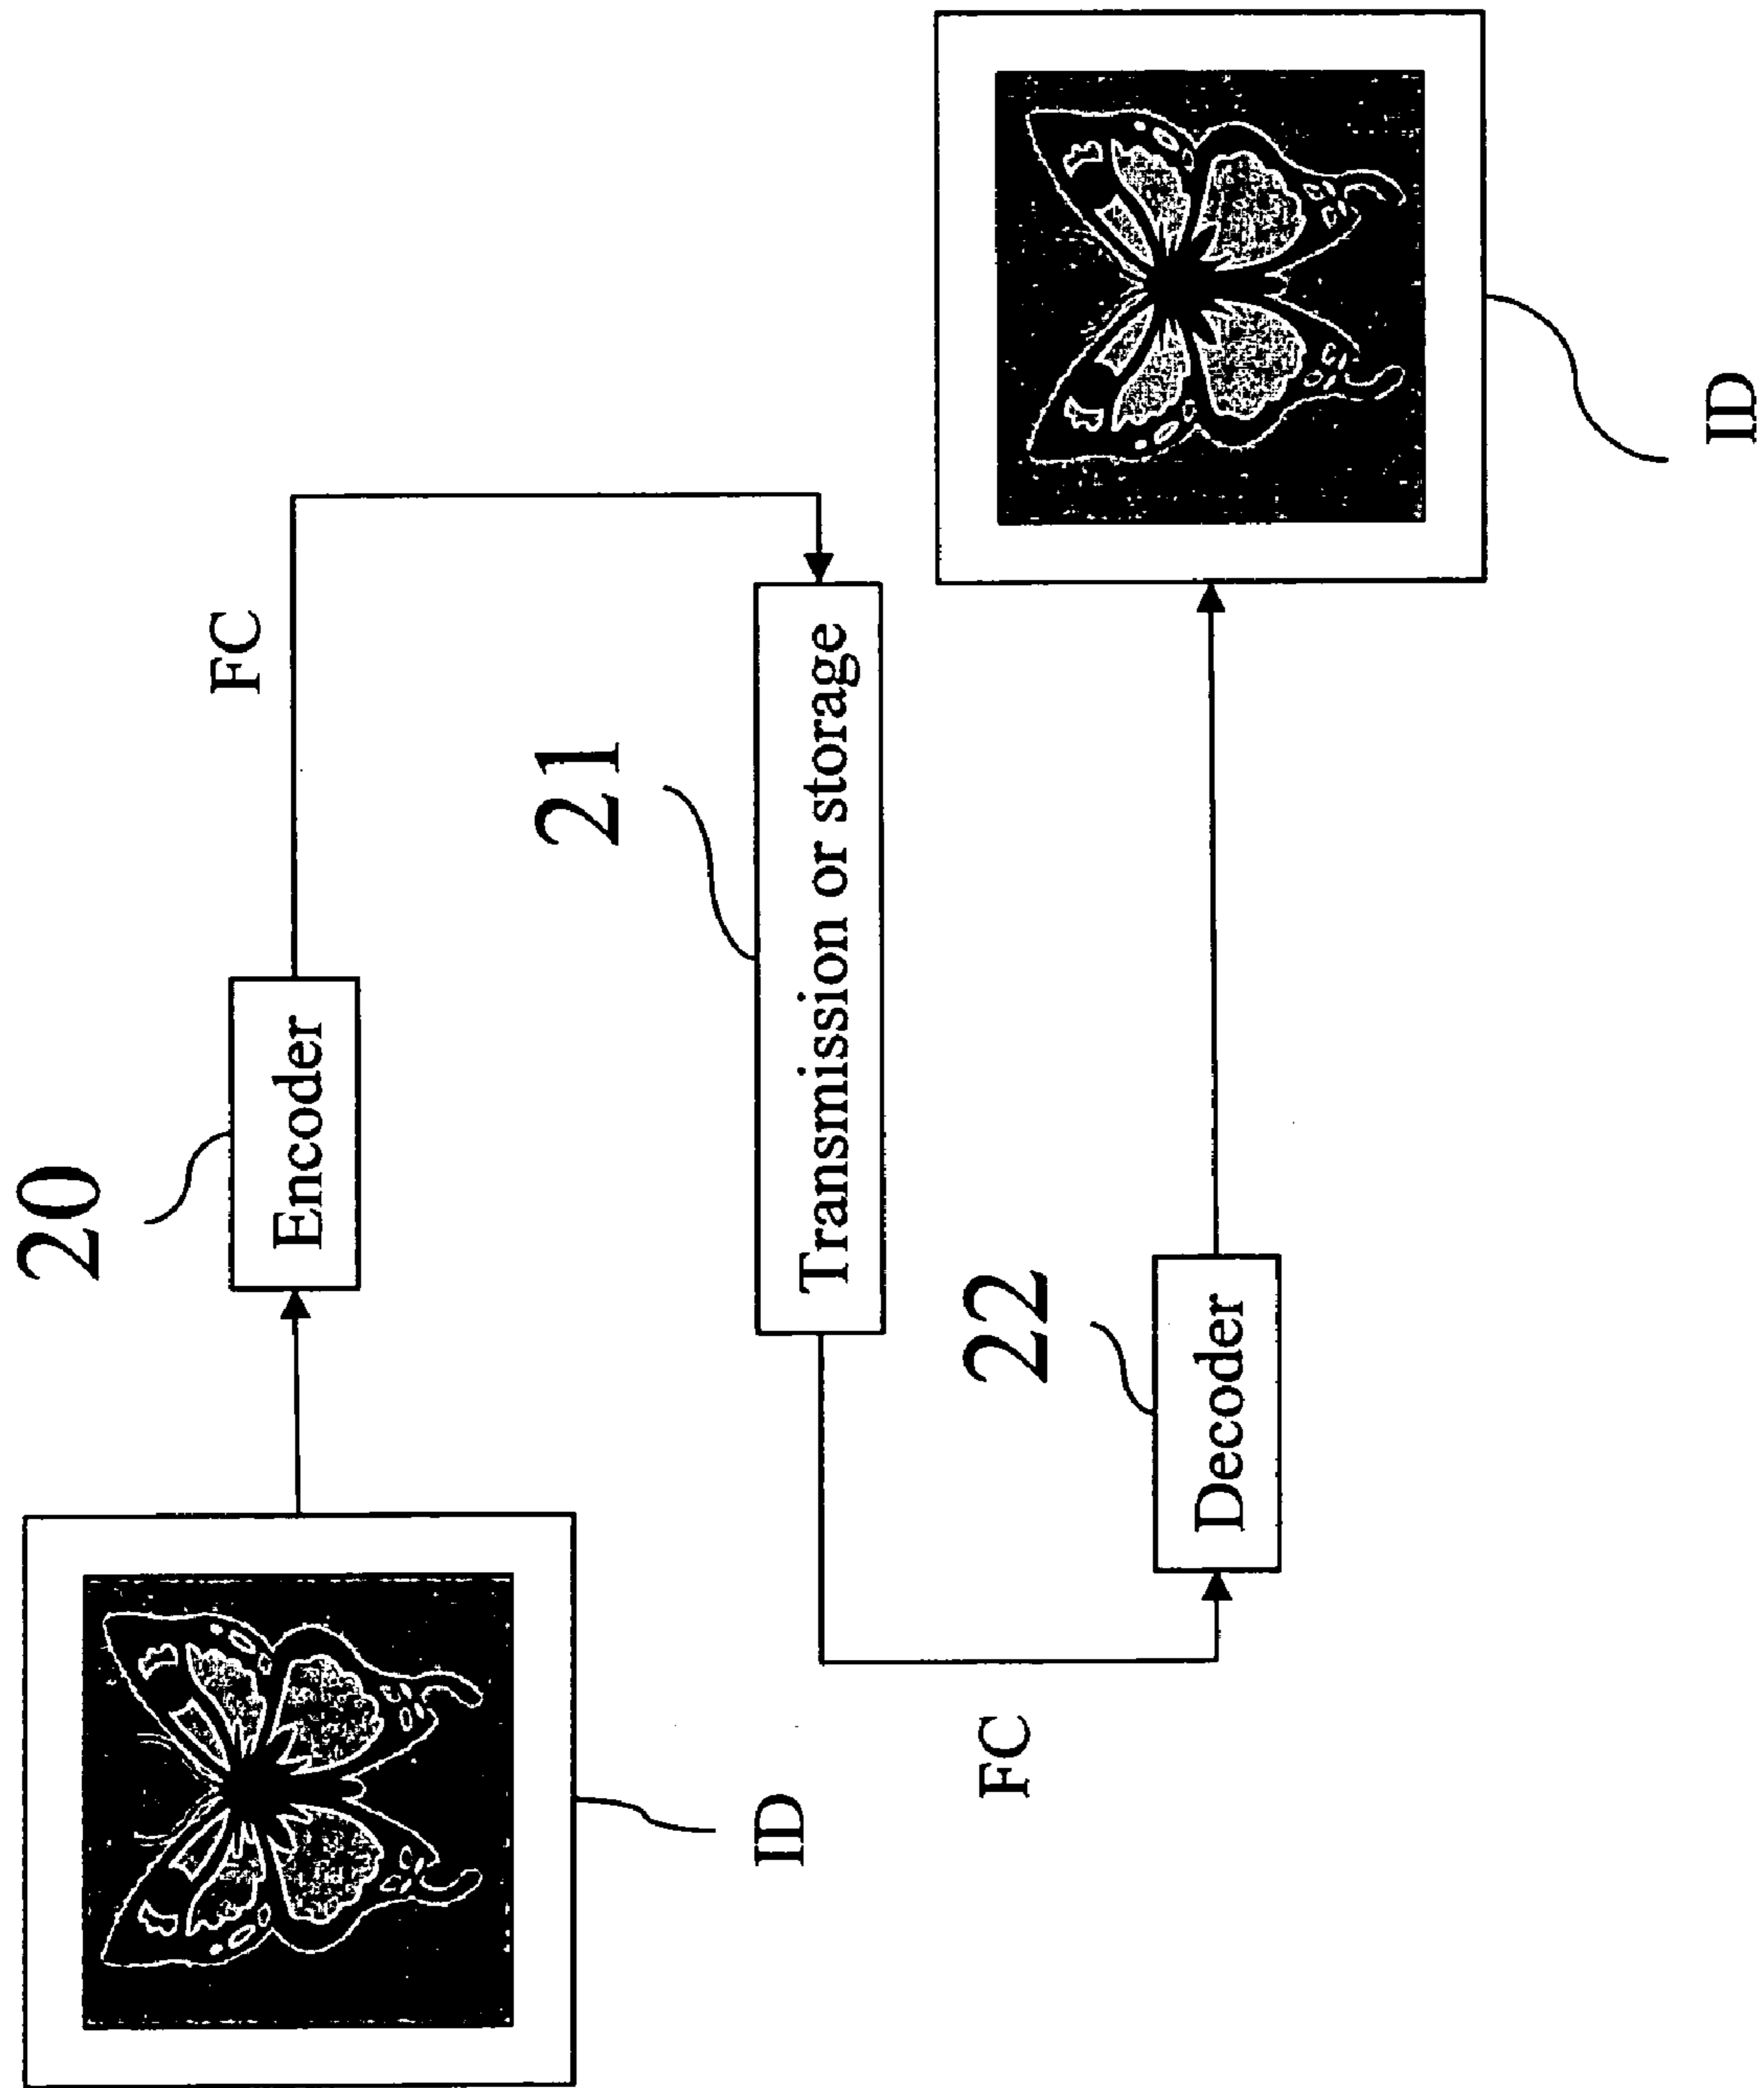 20
Encoder
FC
ID
21
Transmission or storage
FC
22
Decoder
ID